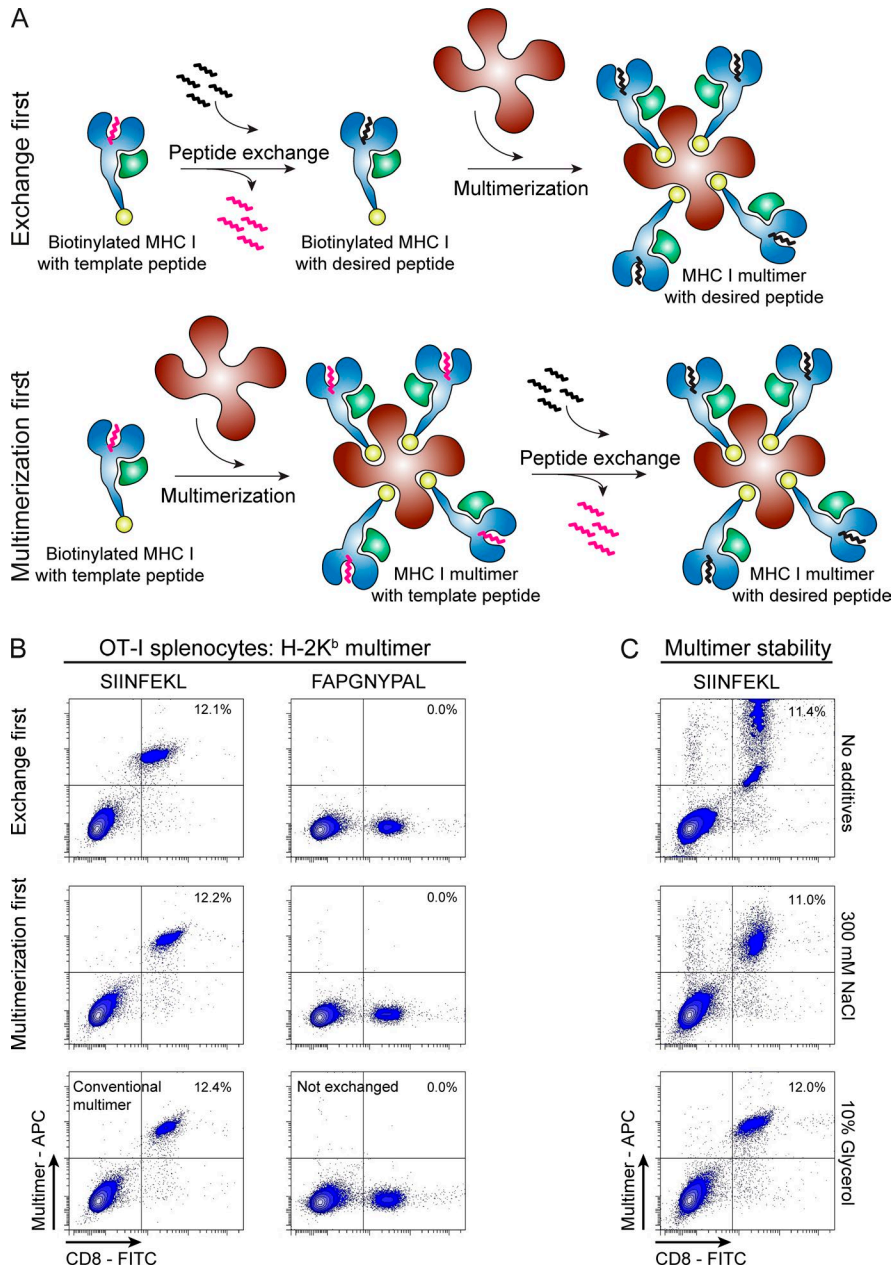 A
Exchange first
Peptide exchange
Multimerization
Biotinylated MHC I
with template peptide
Biotinylated MHC I
with desired peptide
MHC I multimer
with desired peptide
Multimerization first
Multimerization
Peptide exchange
Biotinylated MHC I
with template peptide
MHC I multimer
with template peptide
MHC I multimer
with desired peptide
B
OT-I splenocytes: H-2Kᵇ multimer
SIINFEKL
FAPGNYPAL
Exchange first
12.1%
0.0%
Multimerization first
12.2%
0.0%
Conventional
multimer
12.4%
Not exchanged
0.0%
Multimer - APC
CD8 - FITC
C
Multimer stability
SIINFEKL
11.4%
No additives
11.0%
300 mM NaCl
12.0%
10% Glycerol
Multimer - APC
CD8 - FITC